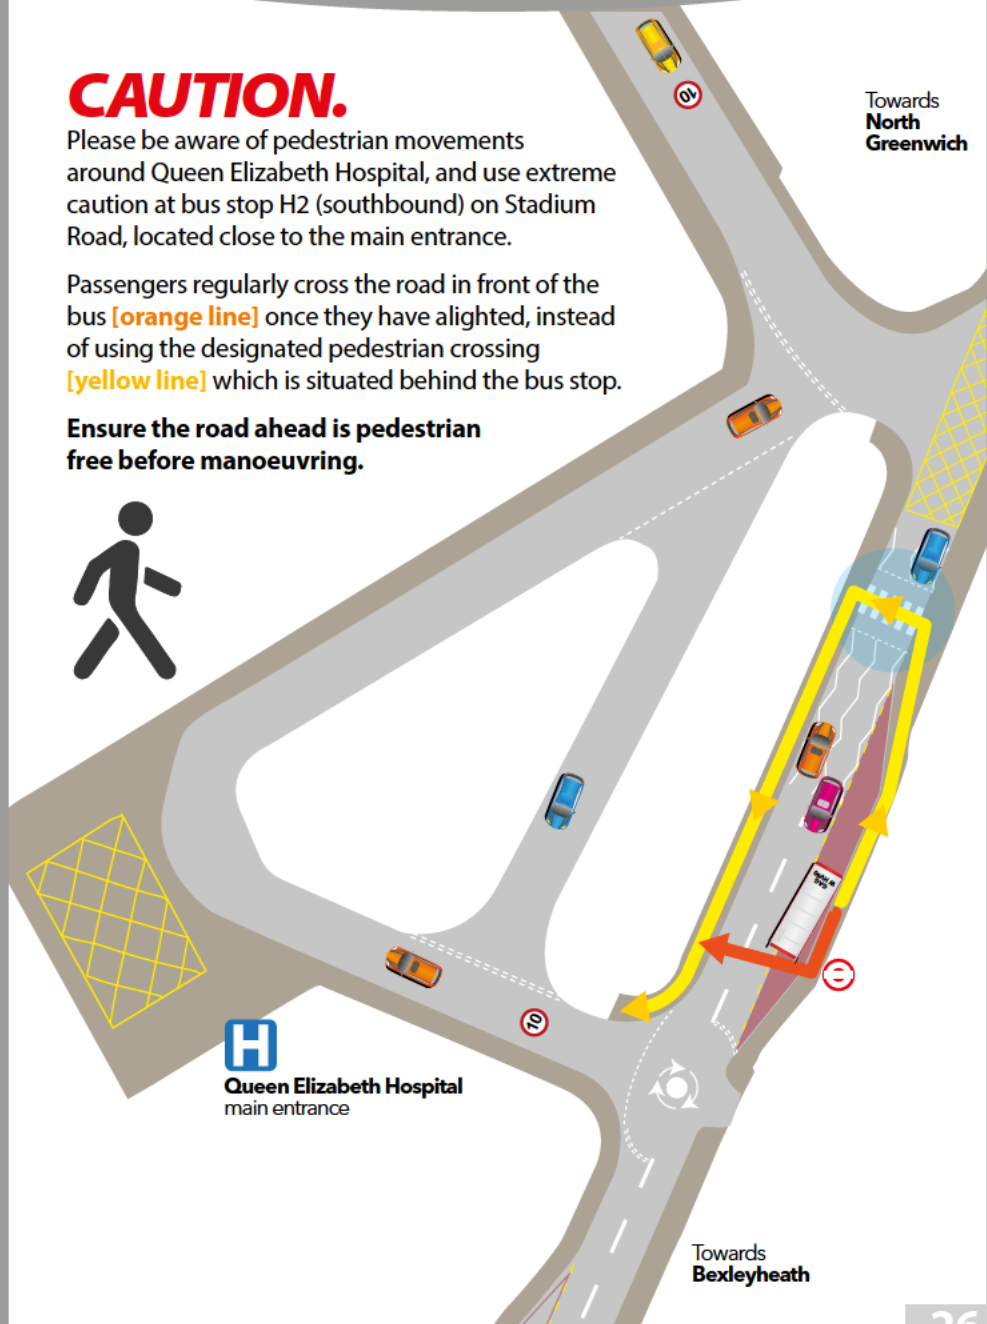 CAUTION.
Please be aware of pedestrian movements
around Queen Elizabeth Hospital, and use extreme
caution at bus stop H2 (southbound) on Stadium
Road, located close to the main entrance.
Passengers regularly cross the road in front of the
bus [orange line] once they have alighted, instead
of using the designated pedestrian crossing
[yellow line] which is situated behind the bus stop.
Ensure the road ahead is pedestrian
free before manoeuvring.
10
Towards
North
Greenwich
10
H
Queen Elizabeth Hospital
main entrance
Towards
Bexleyheath
26